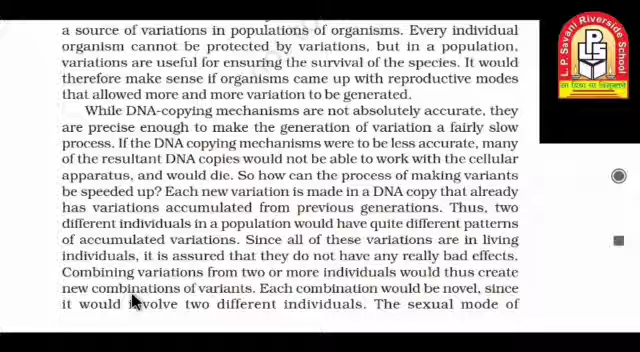 a source of variations in populations of organisms. Every individual
organism cannot be protected by variations, but in a population,
variations are useful for ensuring the survival of the species. It would
therefore make sense if organisms came up with reproductive modes
that allowed more and more variation to be generated.
While DNA-copying mechanisms are not absolutely accurate, they
are precise enough to make the generation of variation a fairly slow
process. If the DNA copying mechanisms were to be less accurate, many
of the resultant DNA copies would not be able to work with the cellular
apparatus, and would die. So how can the process of making variants
be speeded up? Each new variation is made in a DNA copy that already
has variations accumulated from previous generations. Thus, two
different individuals in a population would have quite different patterns
of accumulated variations. Since all of these variations are in living
individuals, it is assured that they do not have any really bad effects.
Combining variations from two or more individuals would thus create
new combinations of variants. Each combination would be novel, since
it would involve two different individuals. The sexual mode of
L. P. Savani Riverside School
LPS